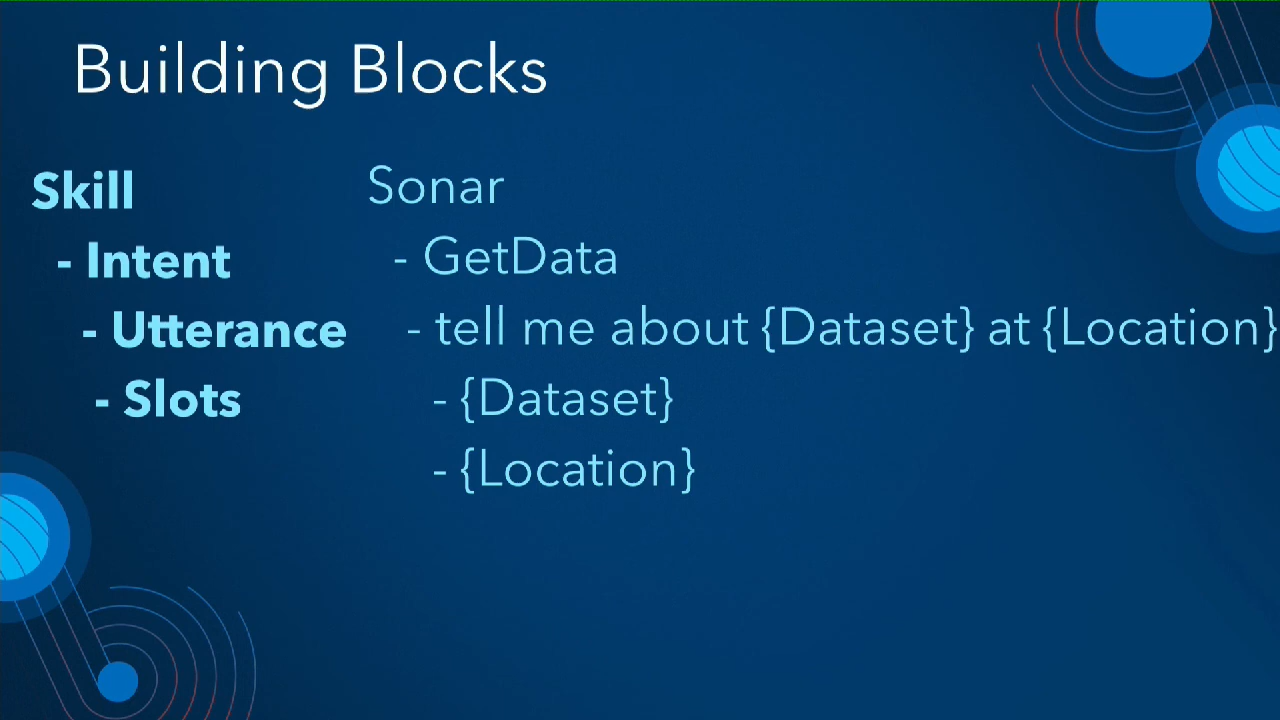 Building Blocks
Skill
- Intent
- Utterance
- Slots
Sonar
- GetData
- tell me about {Dataset} at {Location}
- {Dataset}
- {Location}